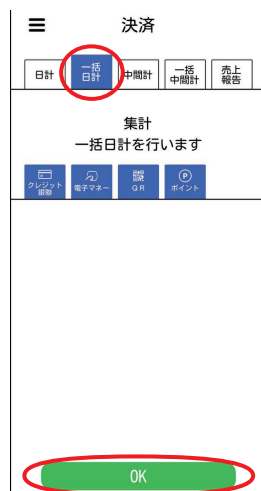 決済
日計
一括
日計
中間計
一括
中間計
売上
報告
集計
一括日計を行います
クレジット
銀聯
電子マネー
QR
P
ポイント
OK